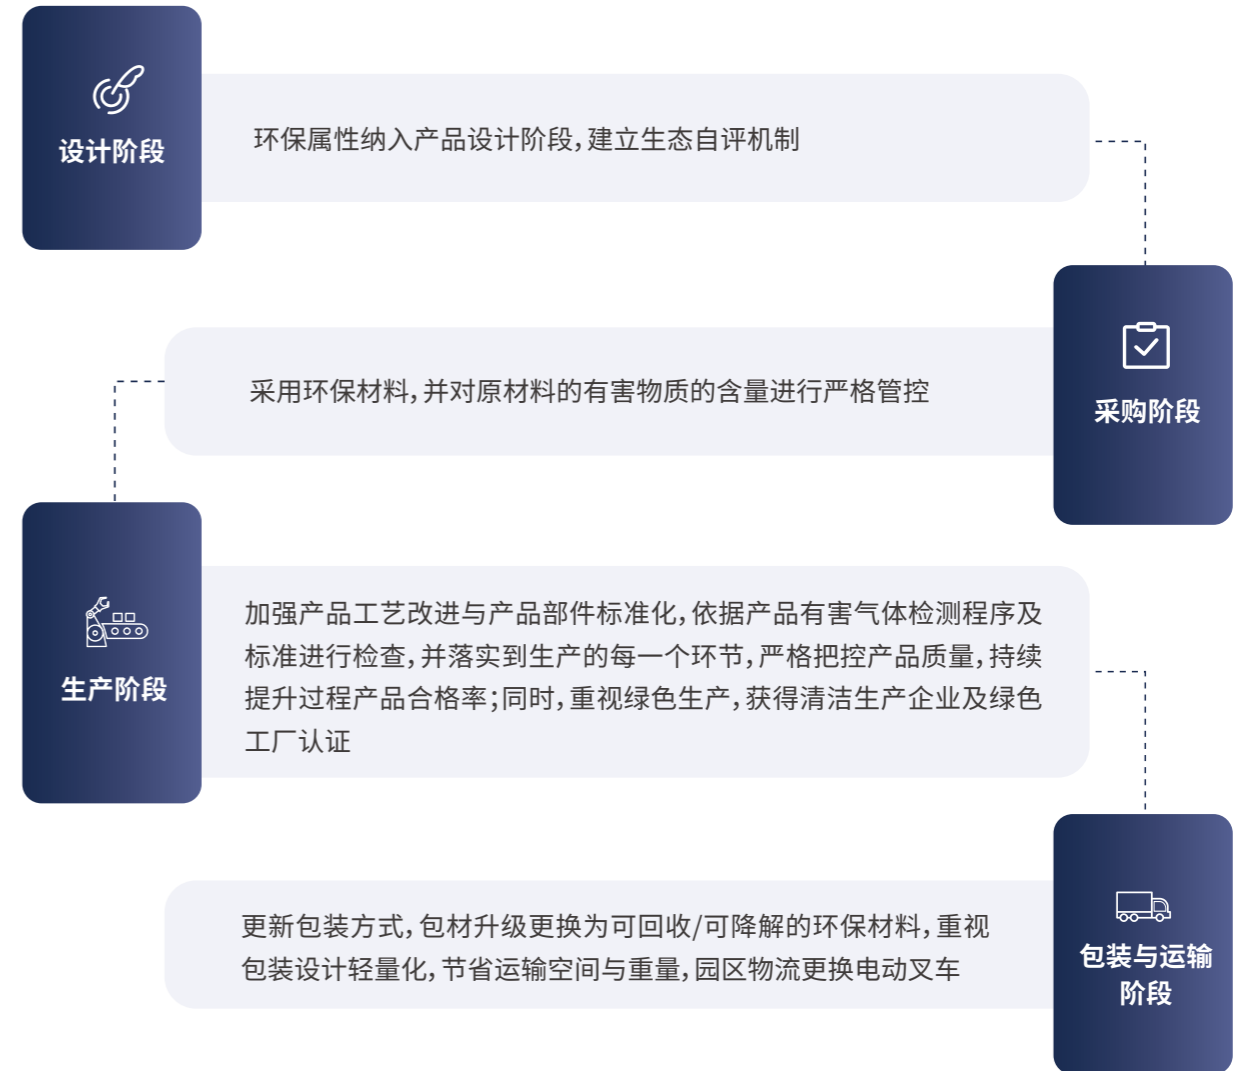 设计阶段
环保属性纳入产品设计阶段，建立生态自评机制
采购阶段
采用环保材料，并对原材料的有害物质的含量进行严格管控
生产阶段
加强产品工艺改进与产品部件标准化，依据产品有害气体检测程序及
标准进行检查，并落实到生产的每一个环节，严格把控产品质量，持续
提升过程产品合格率；同时，重视绿色生产，获得清洁生产企业及绿色
工厂认证
包装与运输
阶段
更新包装方式，包材升级更换为可回收/可降解的环保材料，重视
包装设计轻量化，节省运输空间与重量，园区物流更换电动叉车